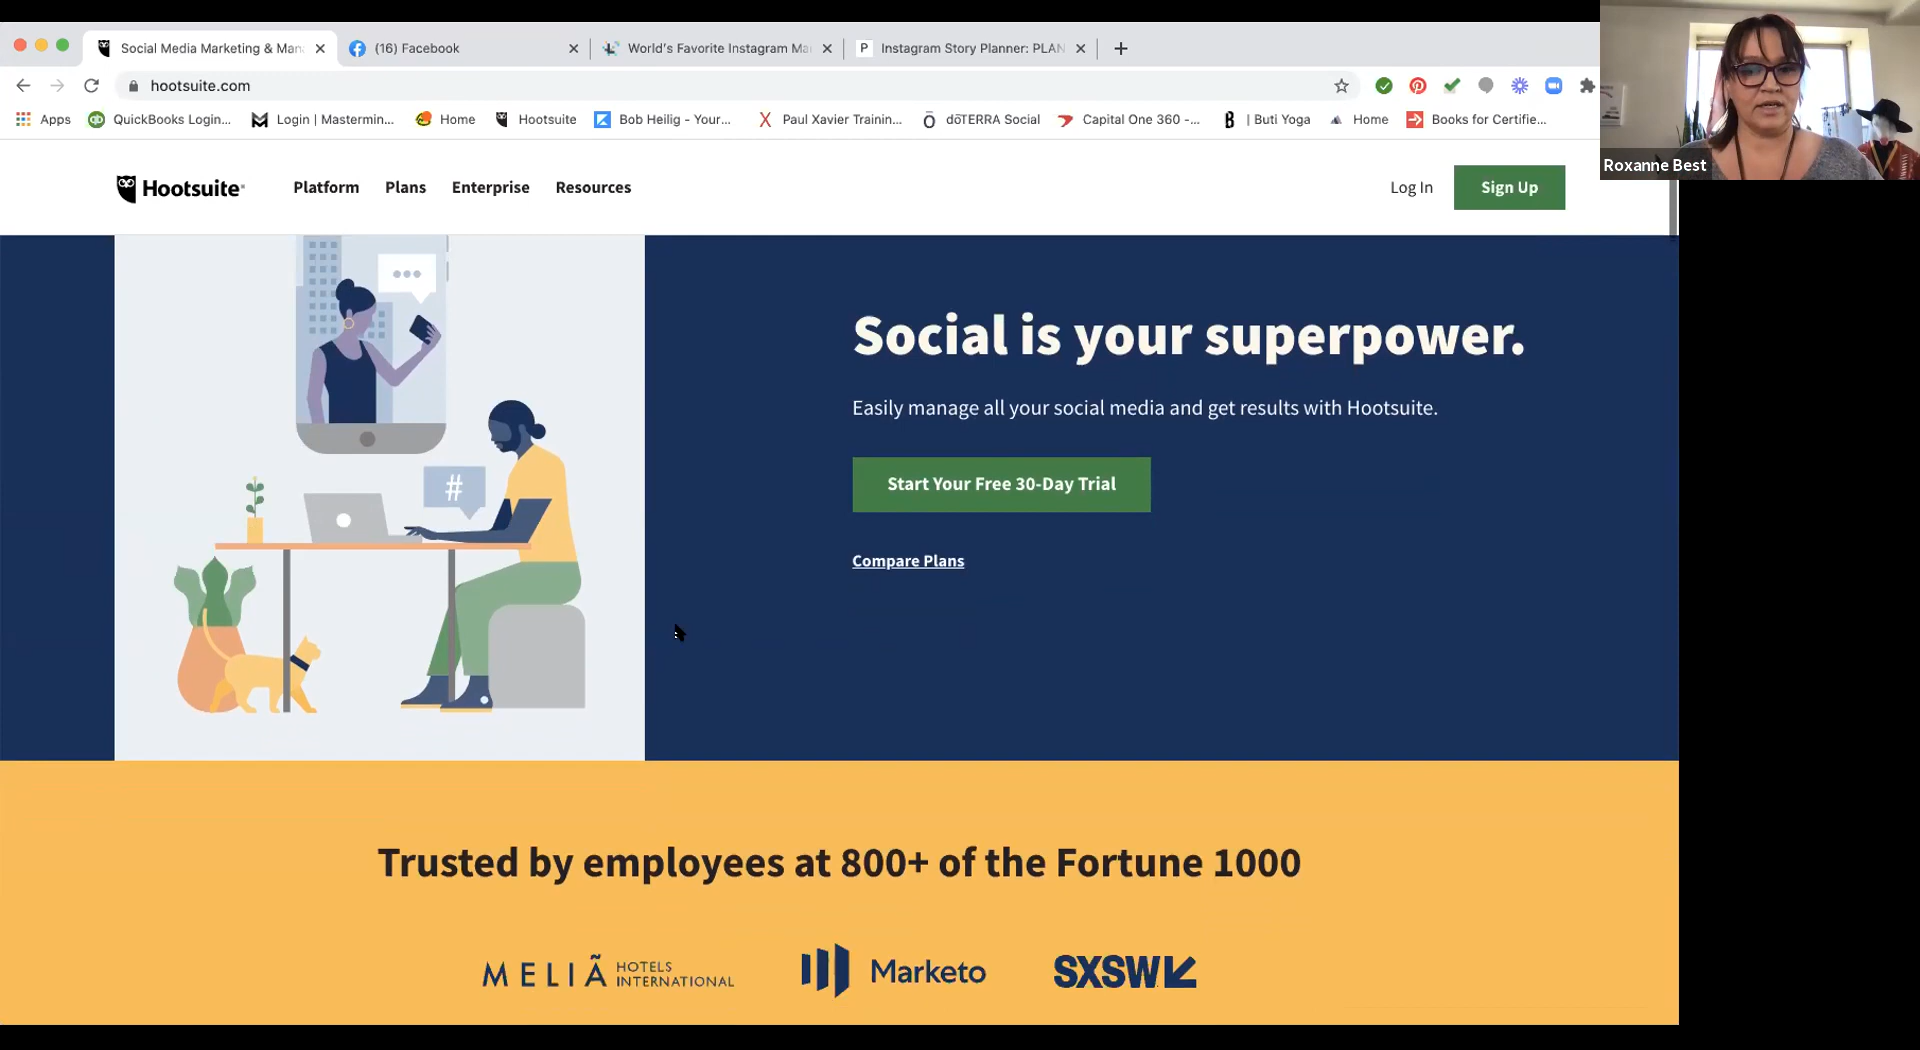 Social Media Marketing & Man
(16) Facebook
World's Favorite Instagram Ma
Instagram Story Planner: PLAN
hootsuite.com
Apps
QuickBooks Login...
Login | Mastermin...
Home
Hootsuite
Bob Heilig - Your...
Paul Xavier Trainin...
dōTERRA Social
Capital One 360 -...
| Buti Yoga
Home
Books for Certifie...
Roxanne Best
Hootsuite
Platform
Plans
Enterprise
Resources
Log In
Sign Up
#
Social is your superpower.
Easily manage all your social media and get results with Hootsuite.
Start Your Free 30-Day Trial
Compare Plans
Trusted by employees at 800+ of the Fortune 1000
MELIÃ HOTELS
INTERNATIONAL
Marketo
SXSW